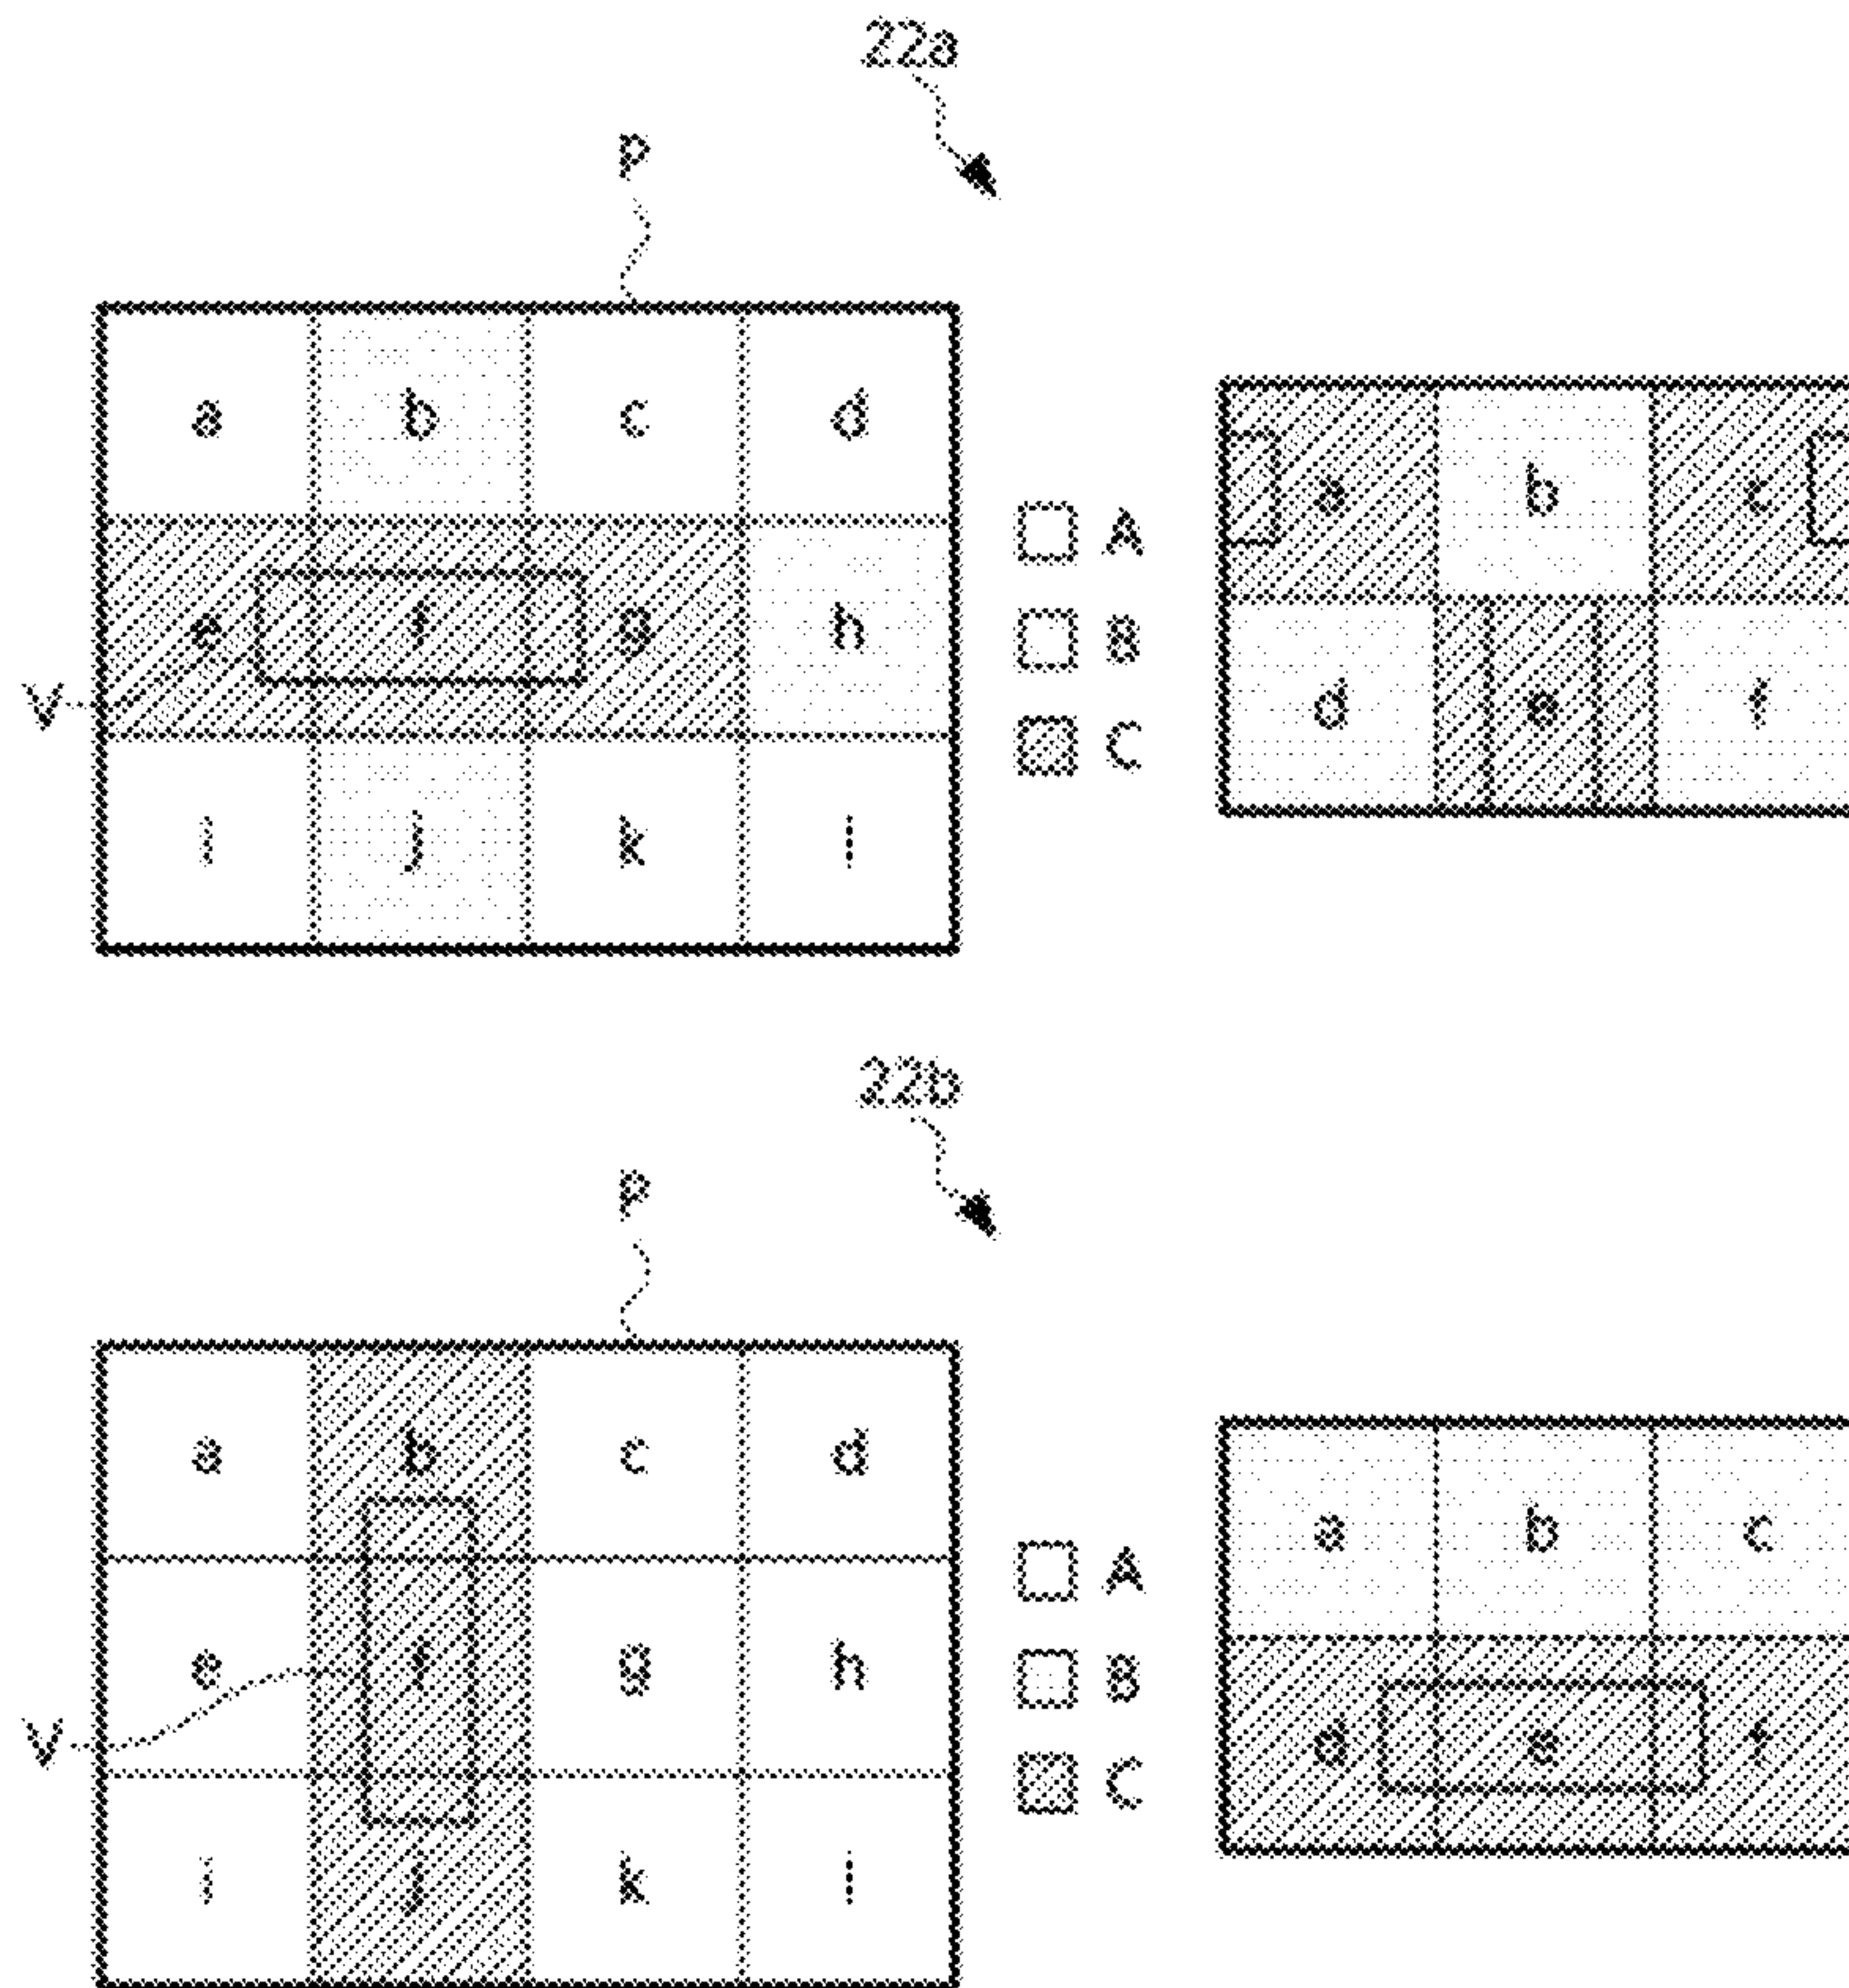 22a
P
a b c d
e f g h
V
i j k l
A
B
C
a b c
d e f
22b
P
a b c d
e f g h
V
i j k l
A
B
C
a b c
d e f